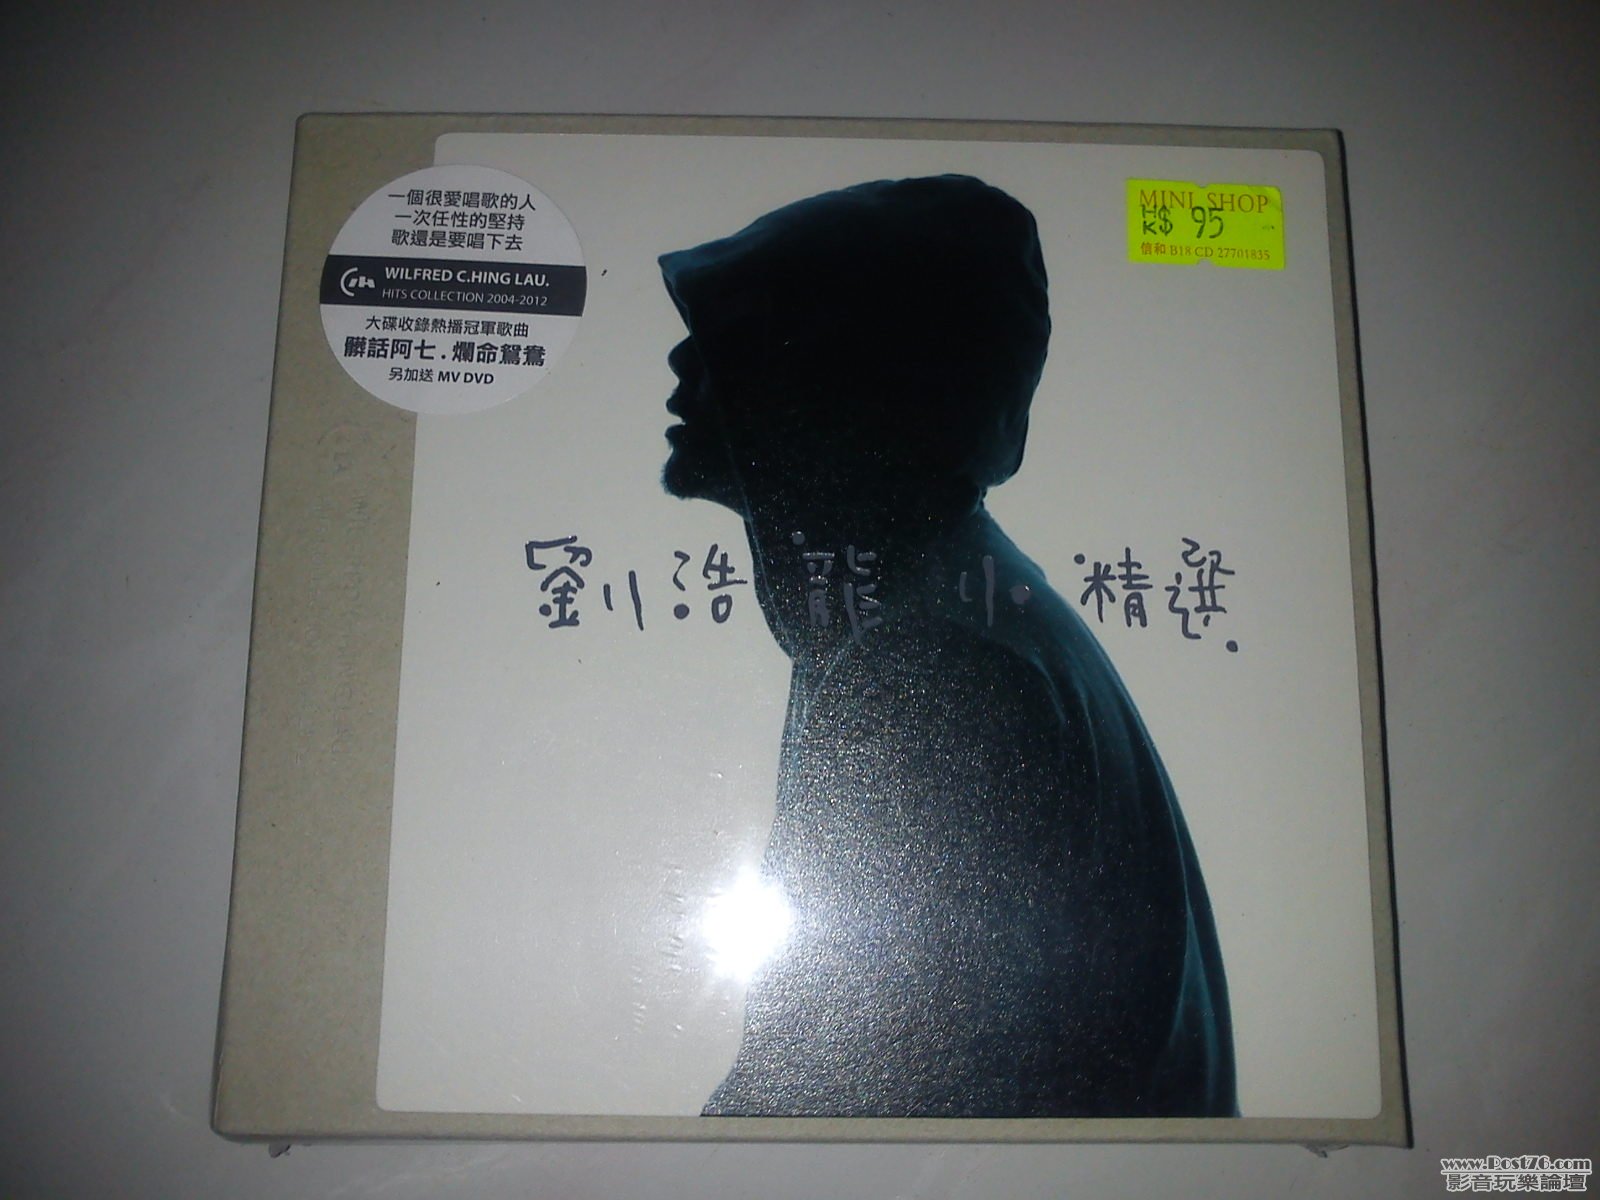 一個很愛唱歌的人
一次任性的堅持
歌還是要唱下去
WILFRED C.HING LAU.
HITS COLLECTION 2004-2012
大碟收錄熱播冠軍歌曲
髒話阿七.爛命鴛鴦
另加送 MV DVD
MINI SHOP
HK$ 95
信和 B18 CD 27701835
劉浩龍 小精選.
www.Post76.com
影音玩樂論壇